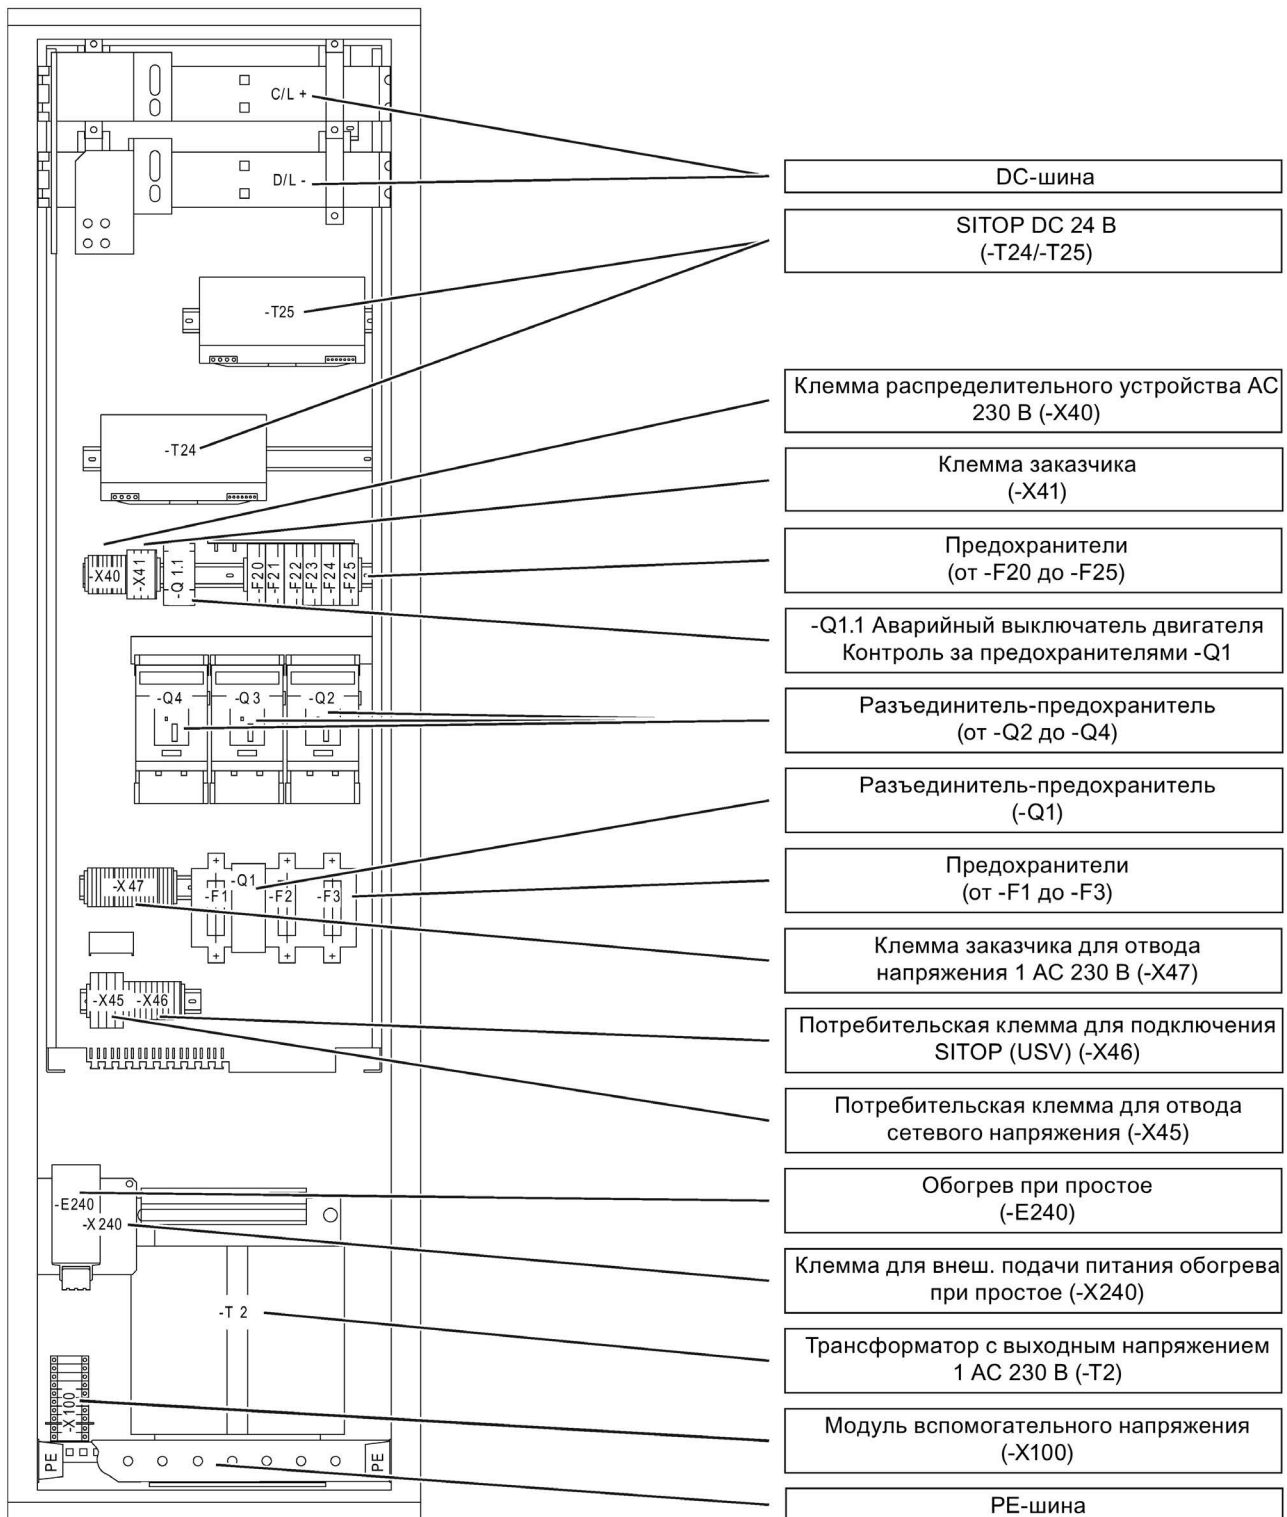 C/L +
D/L -
-T25
-T24
-X40
-X41
-Q1.1
-F20
-F21
-F22
-F23
-F24
-F25
-Q4
-Q3
-Q2
-X47
-F1
-Q1
-F2
-F3
-X45
-X46
-E240
-X240
-T 2
-X100
PE
PE
DC-шина
SITOP DC 24 В
(-T24/-T25)
Клемма распределительного устройства AC
230 В (-X40)
Клемма заказчика
(-X41)
Предохранители
(от -F20 до -F25)
-Q1.1 Аварийный выключатель двигателя
Контроль за предохранителями -Q1
Разъединитель-предохранитель
(от -Q2 до -Q4)
Разъединитель-предохранитель
(-Q1)
Предохранители
(от -F1 до -F3)
Клемма заказчика для отвода
напряжения 1 AC 230 В (-X47)
Потребительская клемма для подключения
SITOP (USV) (-X46)
Потребительская клемма для отвода
сетевого напряжения (-X45)
Обогрев при простое
(-E240)
Клемма для внеш. подачи питания обогрева
при простое (-X240)
Трансформатор с выходным напряжением
1 AC 230 В (-T2)
Модуль вспомогательного напряжения
(-X100)
PE-шина